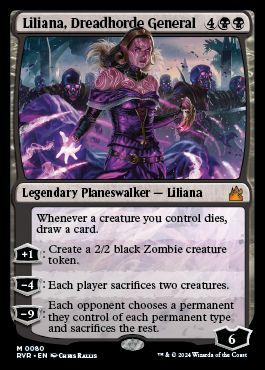 Liliana, Dreadhorde General 4
Legendary Planeswalker — Liliana
Whenever a creature you control dies,
draw a card.
+1 : Create a 2/2 black Zombie creature
token.
−4 : Each player sacrifices two creatures.
−9 : Each opponent chooses a permanent
they control of each permanent type
and sacrifices the rest.
6
M 0080
RVR • EN Chris Rallis
™ & © 2024 Wizards of the Coast